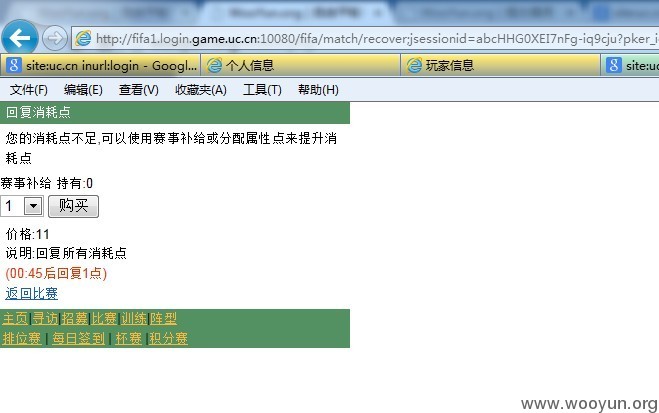 http://fifa1.login.game.uc.cn:10080/fifa/match/recover;jsessionid=abcHHG0XEI7nFg-iq9cju?pker_i
site:uc.cn inurl:login - Googl... 个人信息 玩家信息 site:uc
文件(F) 编辑(E) 查看(V) 收藏夹(A) 工具(T) 帮助(H)
回复消耗点
您的消耗点不足,可以使用赛事补给或分配属性点来提升消
耗点
赛事补给 持有:0
1 购买
价格:11
说明:回复所有消耗点
(00:45后回复1点)
返回比赛
主页|寻访|招募|比赛|训练|阵型
排位赛 | 每日签到 | 杯赛 |积分赛
www.wooyun.org